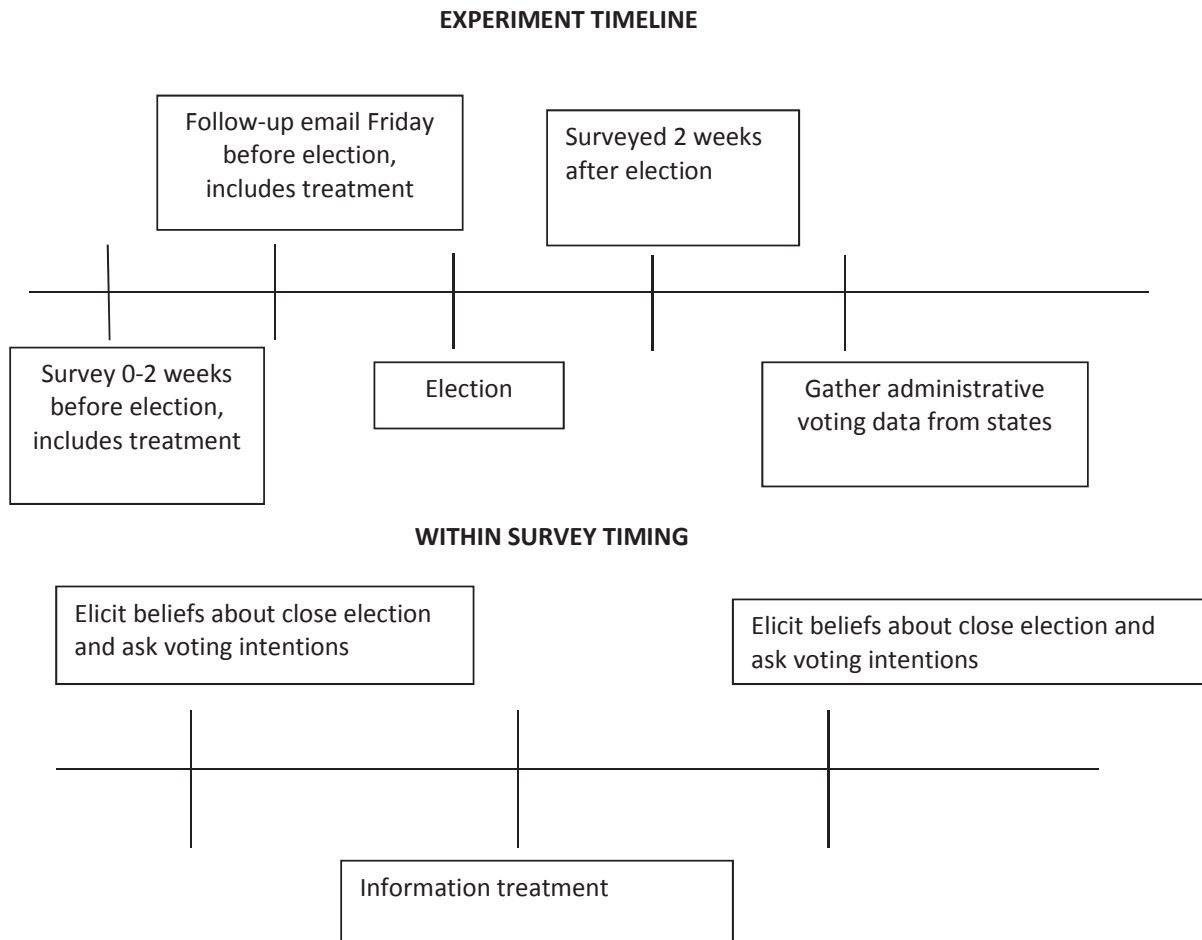 EXPERIMENT TIMELINE
Follow-up email Friday
before election,
includes treatment
Surveyed 2 weeks
after election
Survey 0-2 weeks
before election,
includes treatment
Election
Gather administrative
voting data from states
WITHIN SURVEY TIMING
Elicit beliefs about close election
and ask voting intentions
Elicit beliefs about close election and
ask voting intentions
Information treatment